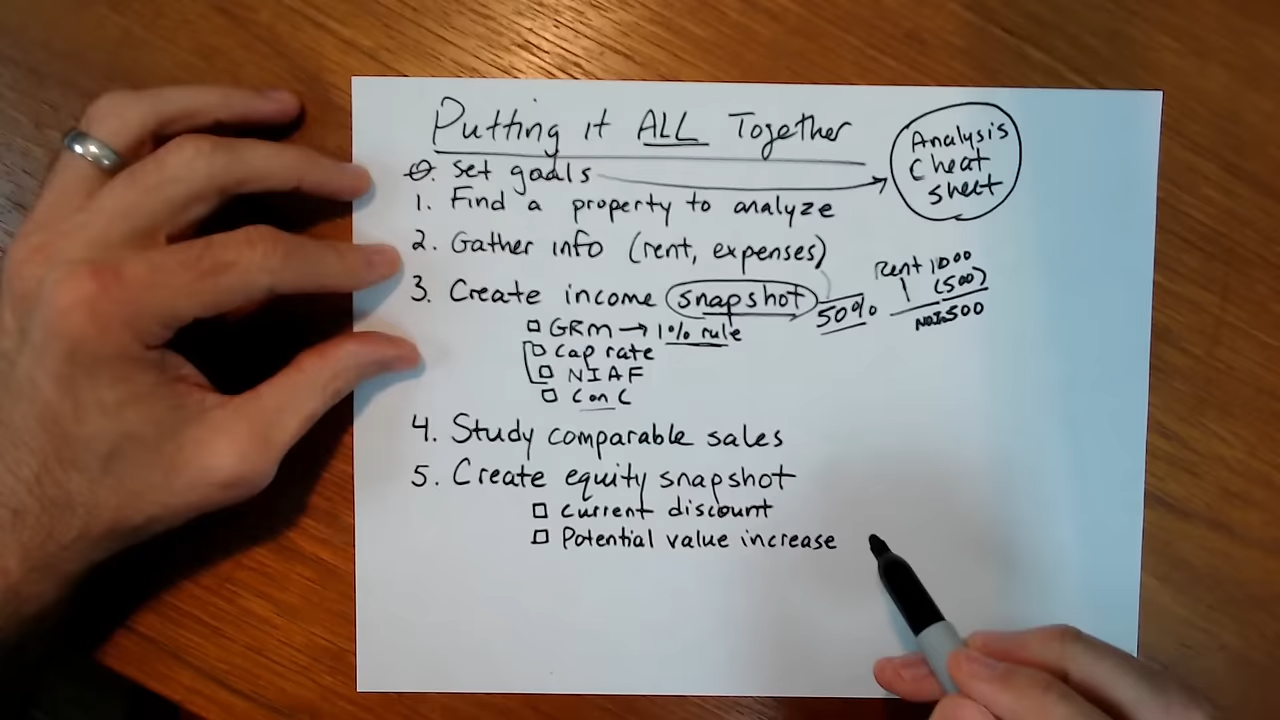 Putting it ALL Together
0. Set goals
Analysis
Cheat
Sheet
1. Find a property to analyze
2. Gather info (rent, expenses)
3. Create income snapshot
50%
Rent 1000
(500)
NOI 500
GRM → 1% rule
Cap rate
NIAF
C on C
4. Study comparable sales
5. Create equity snapshot
Current discount
Potential value increase